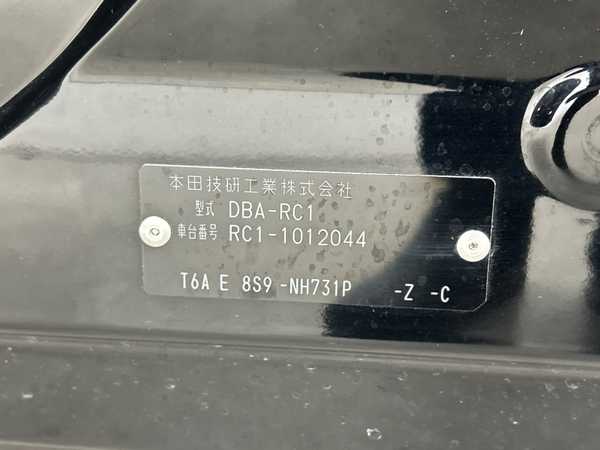 本田技研工業株式会社
型式 DBA-RC1
車台番号 RC1-1012044
T6A E 8S9 -NH731P -Z -C